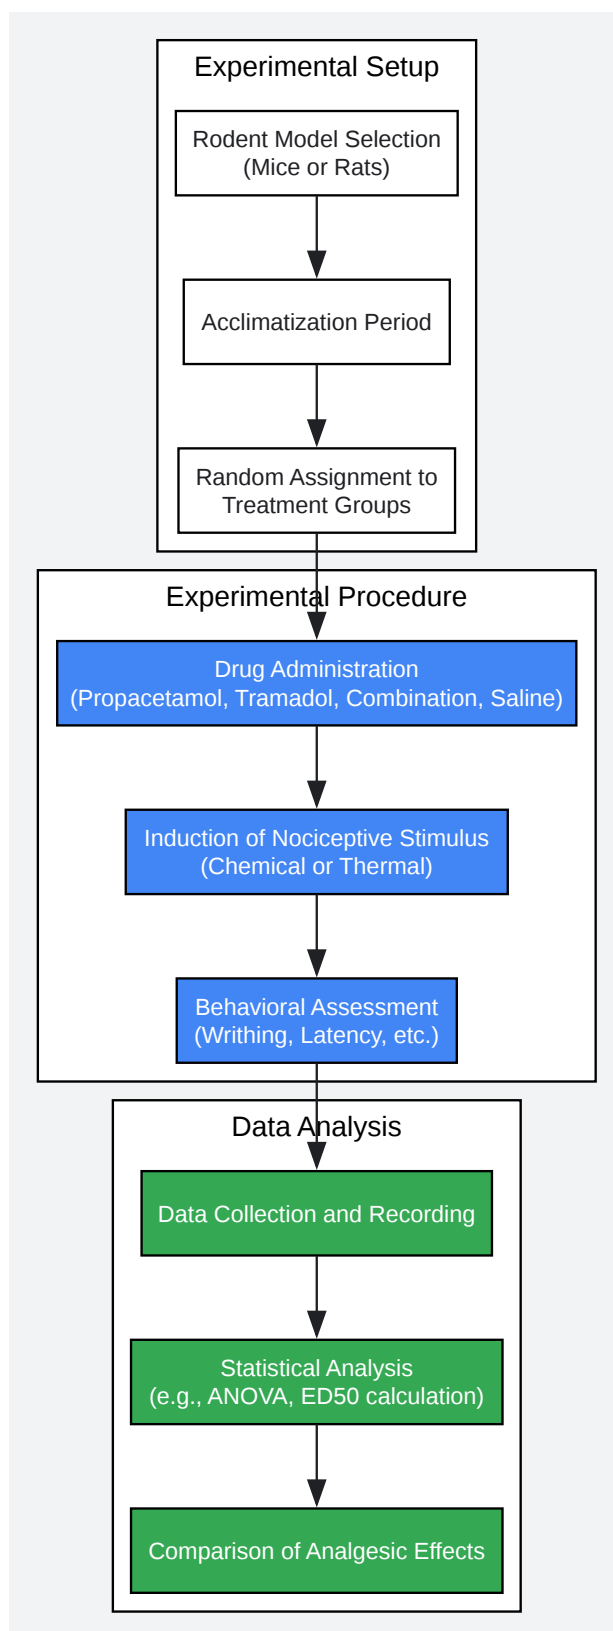 Experimental Setup
Rodent Model Selection
(Mice or Rats)
Acclimatization Period
Random Assignment to
Treatment Groups
Experimental Procedure
Drug Administration
(Propacetamol, Tramadol, Combination, Saline)
Induction of Nociceptive Stimulus
(Chemical or Thermal)
Behavioral Assessment
(Writhing, Latency, etc.)
Data Analysis
Data Collection and Recording
Statistical Analysis
(e.g., ANOVA, ED50 calculation)
Comparison of Analgesic Effects